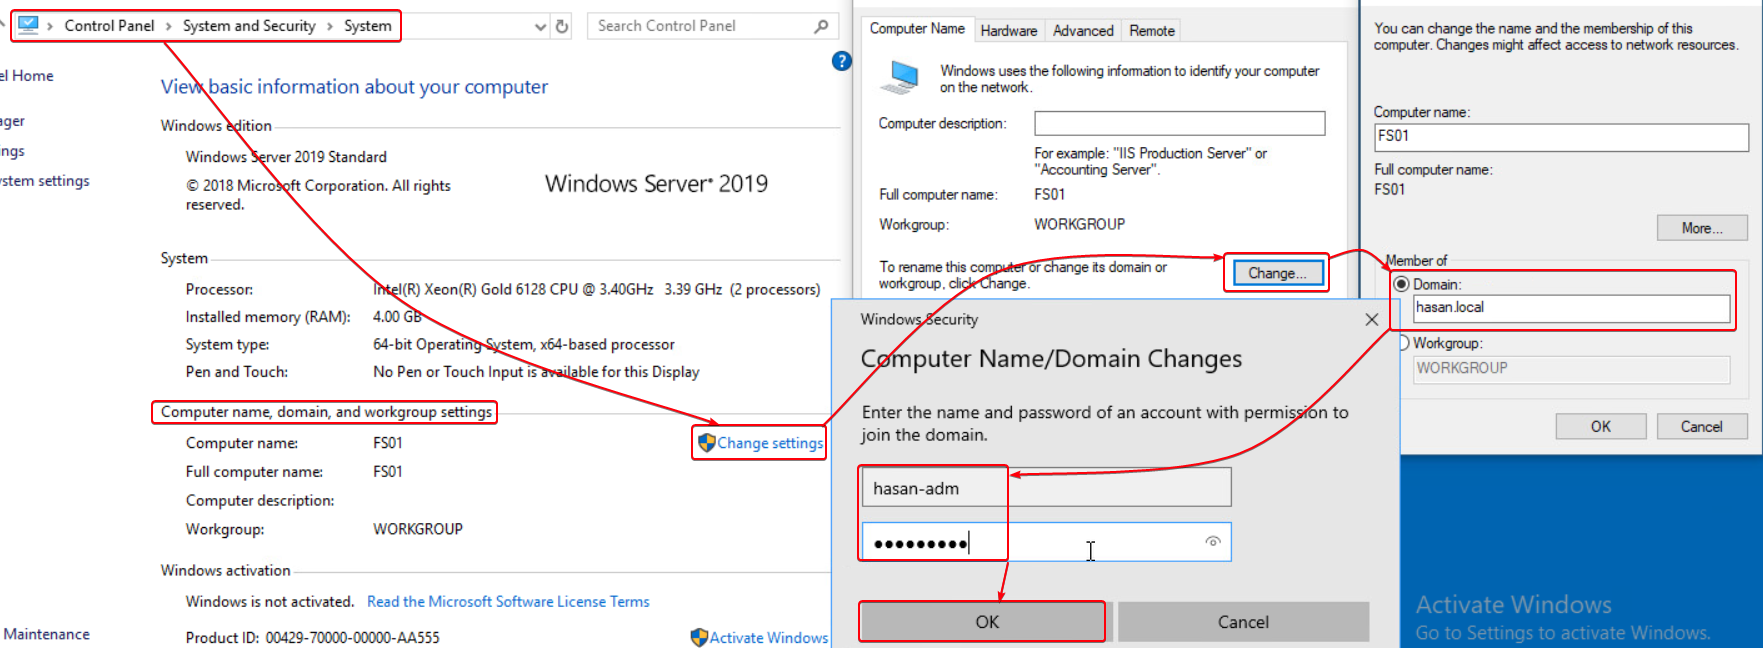 Control Panel > System and Security > System
Search Control Panel
el Home
ager
ings
ystem settings
Maintenance
?
View basic information about your computer
Windows edition
Windows Server 2019 Standard
© 2018 Microsoft Corporation. All rights
reserved.
Windows Server® 2019
System
Processor: Intel(R) Xeon(R) Gold 6128 CPU @ 3.40GHz 3.39 GHz (2 processors)
Installed memory (RAM): 4.00 GB
System type: 64-bit Operating System, x64-based processor
Pen and Touch: No Pen or Touch Input is available for this Display
Computer name, domain, and workgroup settings
Computer name: FS01
Change settings
Full computer name: FS01
Computer description:
Workgroup: WORKGROUP
Windows activation
Windows is not activated. Read the Microsoft Software License Terms
Product ID: 00429-70000-00000-AA555
Activate Windows
Computer Name
Hardware
Advanced
Remote
Windows uses the following information to identify your computer
on the network.
Computer description:
For example: "IIS Production Server" or
"Accounting Server".
Full computer name: FS01
Workgroup: WORKGROUP
To rename this computer or change its domain or
workgroup, click Change.
Change...
Windows Security
Computer Name/Domain Changes
Enter the name and password of an account with permission to
join the domain.
hasan-adm
●●●●●●●●●
OK
Cancel
You can change the name and the membership of this
computer. Changes might affect access to network resources.
Computer name:
FS01
Full computer name:
FS01
More...
Member of
Domain:
hasan.local
Workgroup:
WORKGROUP
OK
Cancel
Activate Windows
Go to Settings to activate Windows.